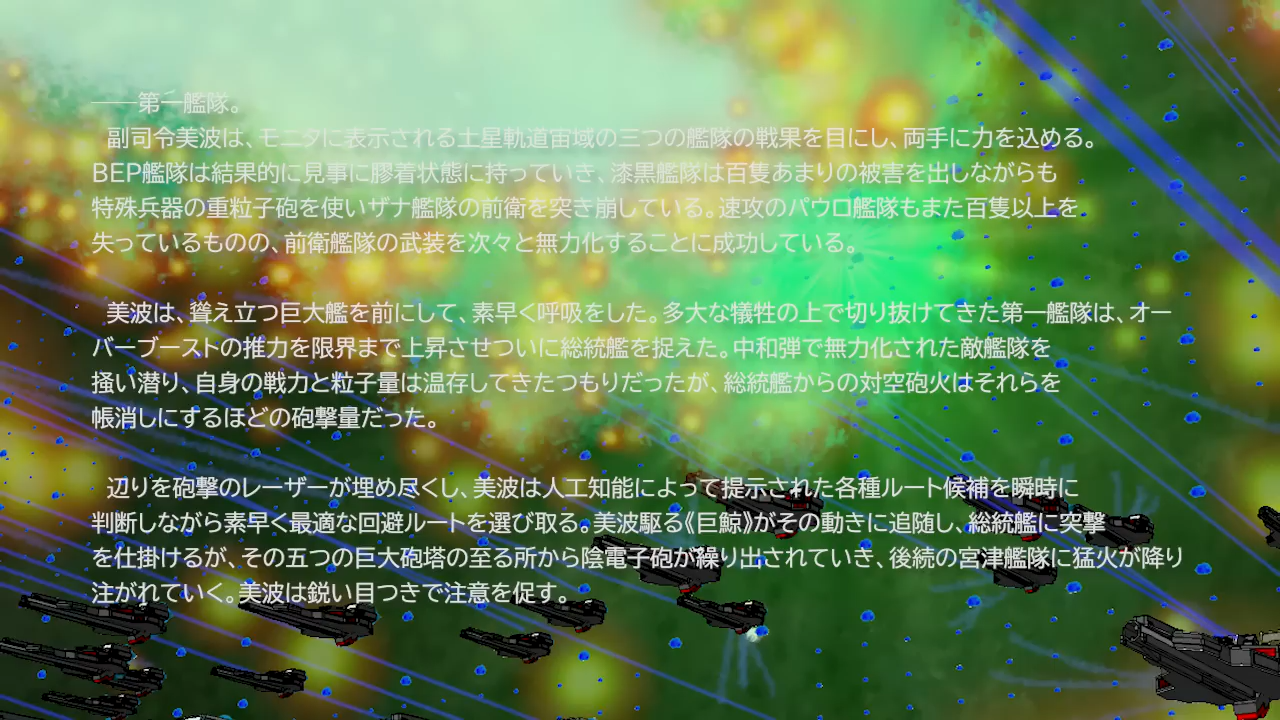 ――第一艦隊。
副司令美波は、モニタに表示される土星軌道宙域の三つの艦隊の戦果を目にし、両手に力を込める。
BEP艦隊は結果的に見事に膠着状態に持っていき、漆黒艦隊は百隻あまりの被害を出しながらも
特殊兵器の重粒子砲を使いザナ艦隊の前衛を突き崩している。速攻のパウロ艦隊もまた百隻以上を
失っているものの、前衛艦隊の武装を次々と無力化することに成功している。
美波は、聳え立つ巨大艦を前にして、素早く呼吸をした。多大な犠牲の上で切り抜けてきた第一艦隊は、オー
バーブーストの推力を限界まで上昇させついに総統艦を捉えた。中和弾で無力化された敵艦隊を
掻い潜り、自身の戦力と粒子量は温存してきたつもりだったが、総統艦からの対空砲火はそれらを
帳消しにするほどの砲撃量だった。
辺りを砲撃のレーザーが埋め尽くし、美波は人工知能によって提示された各種ルート候補を瞬時に
判断しながら素早く最適な回避ルートを選び取る。美波駆る《巨鯨》がその動きに追随し、総統艦に突撃
を仕掛けるが、その五つの巨大砲塔の至る所から陰電子砲が繰り出されていき、後続の宮津艦隊に猛火が降り
注がれていく。美波は鋭い目つきで注意を促す。